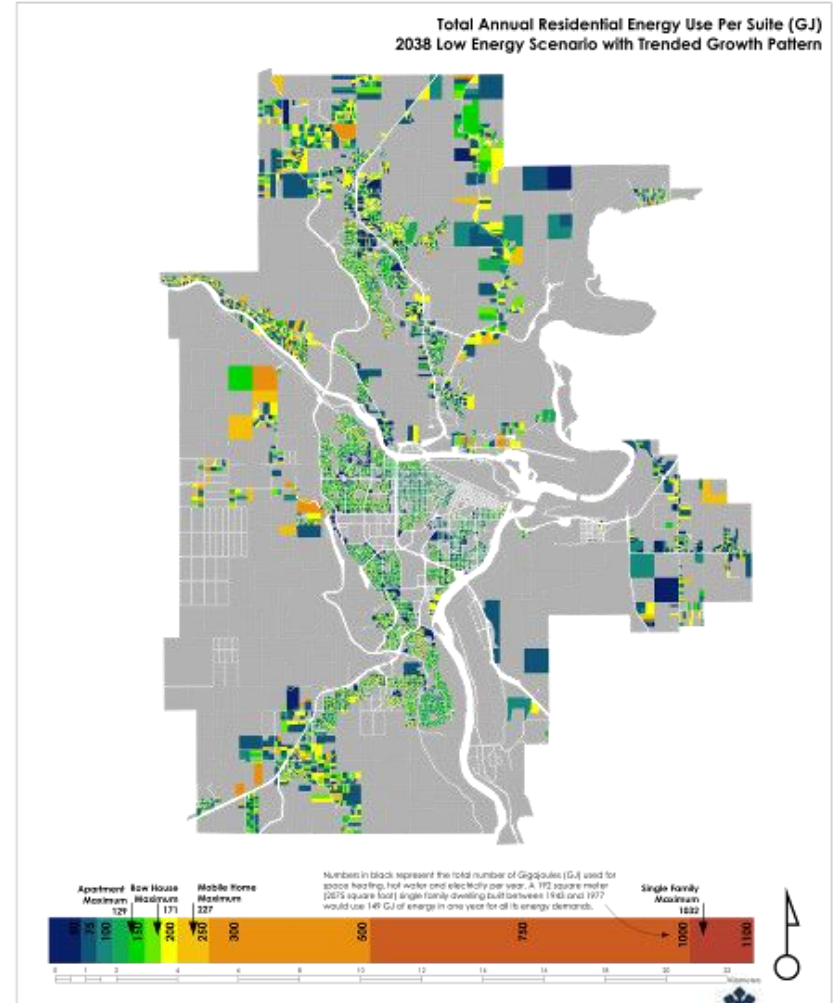 Total Annual Residential Energy Use Per Suite (GJ)
2038 Low Energy Scenario with Trended Growth Pattern
Numbers in black represent the total number of Gigajoules (GJ) used for
space heating, hot water and electricity per year. A 192 square meter
(2075 square foot) single family dwelling built between 1943 and 1977
would use 149 GJ of energy in one year for all its energy demands.
Apartment
Maximum
129
Row House
Maximum
171
Mobile Home
Maximum
227
Single Family
Maximum
1032
50 75 100 150 200 250 300 500 750 1000 1100
0 1 2 4 6 8 10 12 14 16 18 20 22
Kilometers